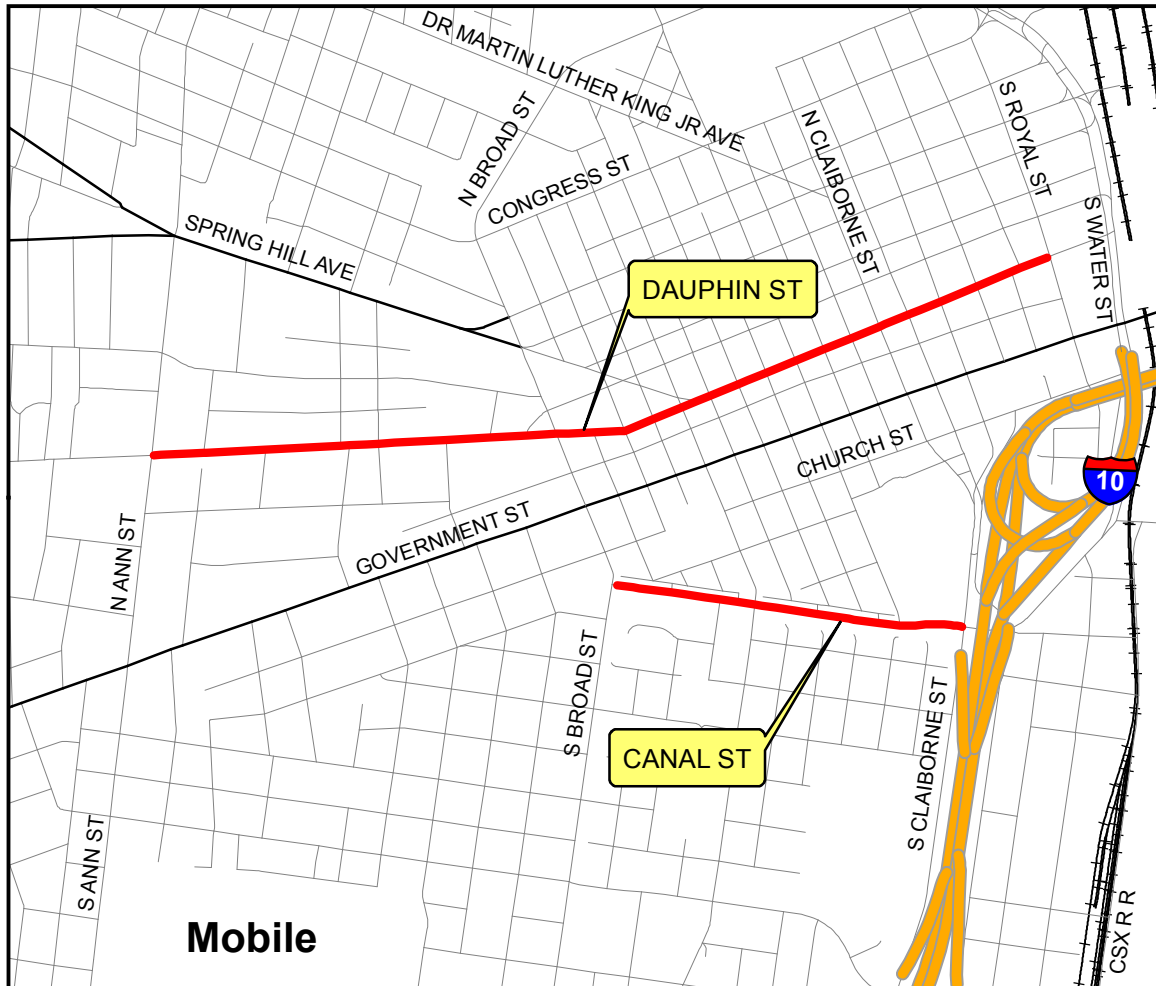 DR MARTIN LUTHER KING JR AVE
N BROAD ST
CONGRESS ST
N CLAIBORNE ST
S ROYAL ST
S WATER ST
SPRING HILL AVE
DAUPHIN ST
CHURCH ST
10
GOVERNMENT ST
N ANN ST
S BROAD ST
CANAL ST
S CLAIBORNE ST
S ANN ST
Mobile
CSX R R